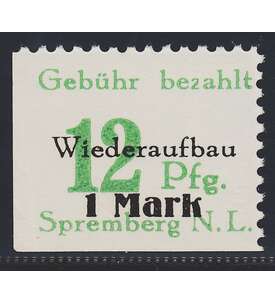 Gebühr bezahlt
Wiederaufbau
12 Pfg.
1 Mark
Spremberg N.L.